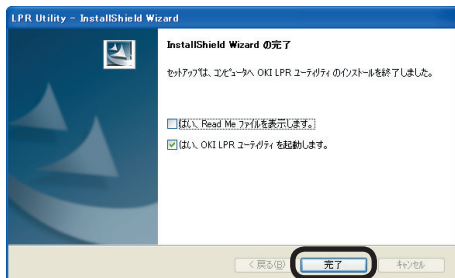 LPR Utility - InstallShield Wizard
InstallShield Wizard の完了
セットアップは、コンピュータへ OKI LPR ユーティリティ のインストールを終了しました。
はい、Read Me ファイルを表示します。
はい、OKI LPR ユーティリティ を起動します。
< 戻る(B)
完了
キャンセル